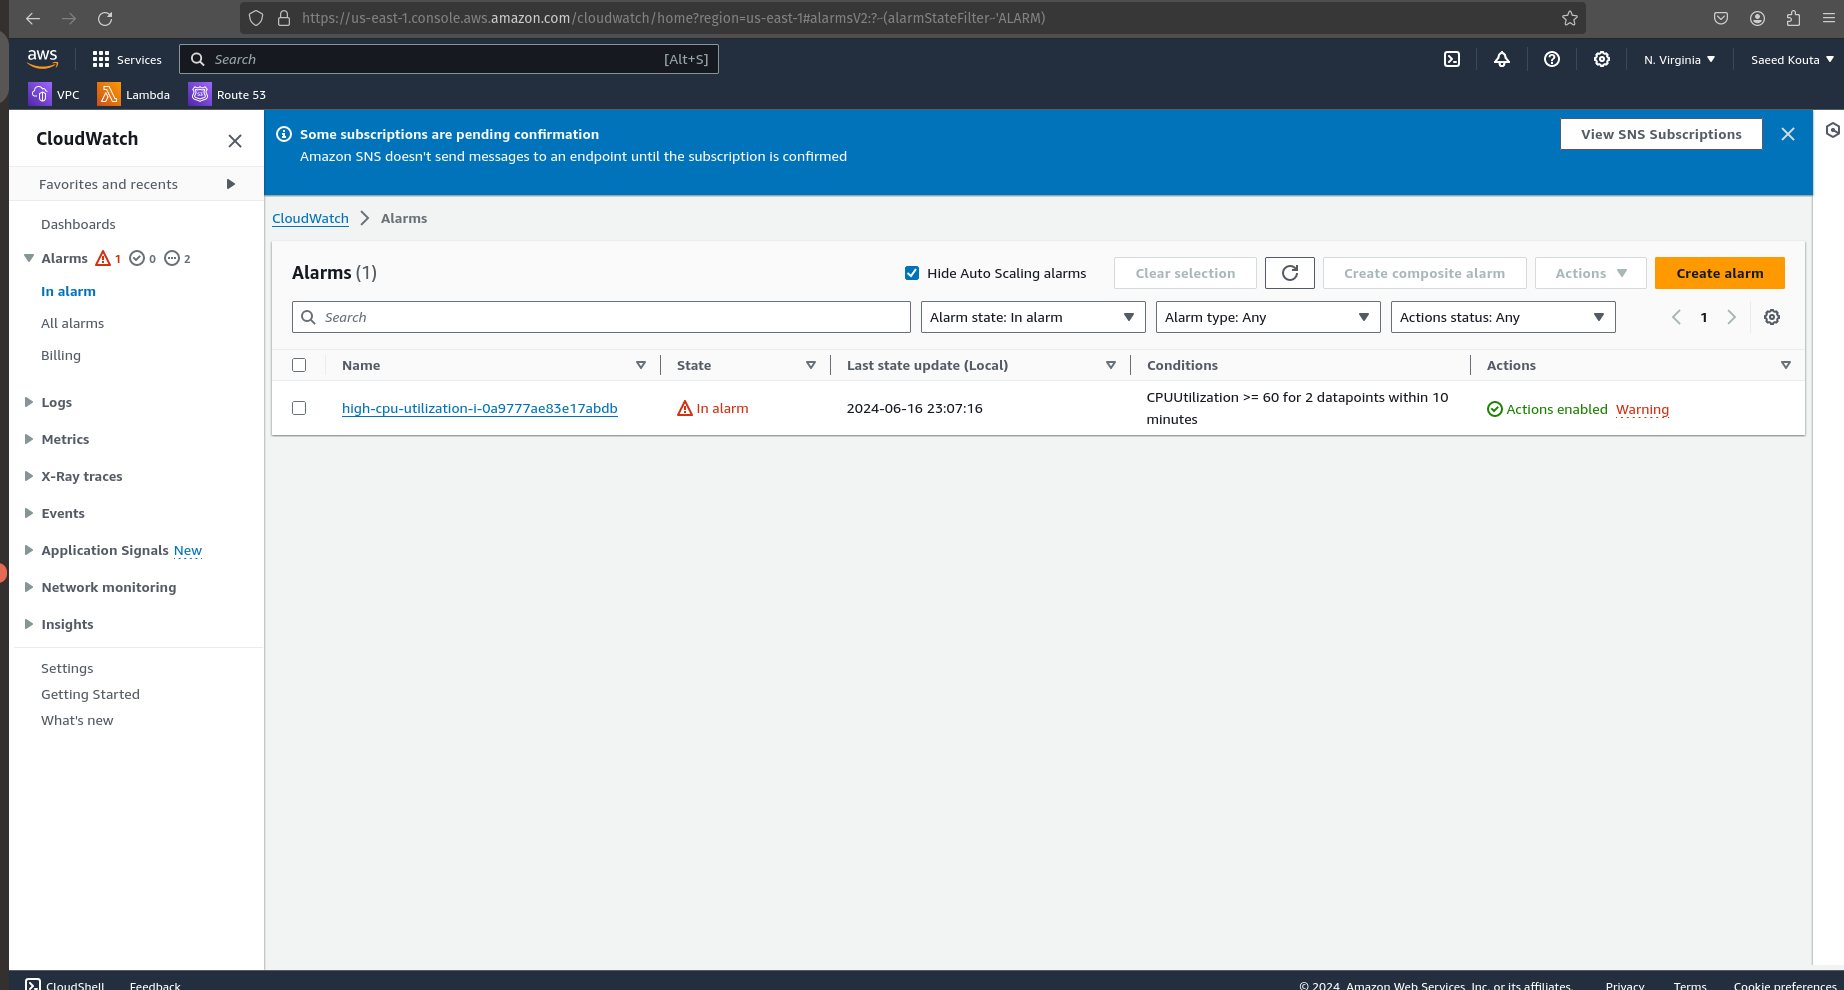 https://us-east-1.console.aws.amazon.com/cloudwatch/home?region=us-east-1#alarmsV2:?~(alarmStateFilter~'ALARM)
aws
Services
Search
[Alt+S]
N. Virginia
Saeed Kouta
VPC
Lambda
Route 53
CloudWatch
Favorites and recents
Dashboards
Alarms 1 0 2
In alarm
All alarms
Billing
Logs
Metrics
X-Ray traces
Events
Application Signals New
Network monitoring
Insights
Settings
Getting Started
What's new
Some subscriptions are pending confirmation
Amazon SNS doesn't send messages to an endpoint until the subscription is confirmed
View SNS Subscriptions
CloudWatch
Alarms
Alarms (1)
Hide Auto Scaling alarms
Clear selection
Create composite alarm
Actions
Create alarm
Search
Alarm state: In alarm
Alarm type: Any
Actions status: Any
1
Name
State
Last state update (Local)
Conditions
Actions
high-cpu-utilization-i-0a9777ae83e17abdb
In alarm
2024-06-16 23:07:16
CPUUtilization >= 60 for 2 datapoints within 10
minutes
Actions enabled
Warning
CloudShell
Feedback
© 2024, Amazon Web Services, Inc. or its affiliates.
Privacy
Terms
Cookie preferences